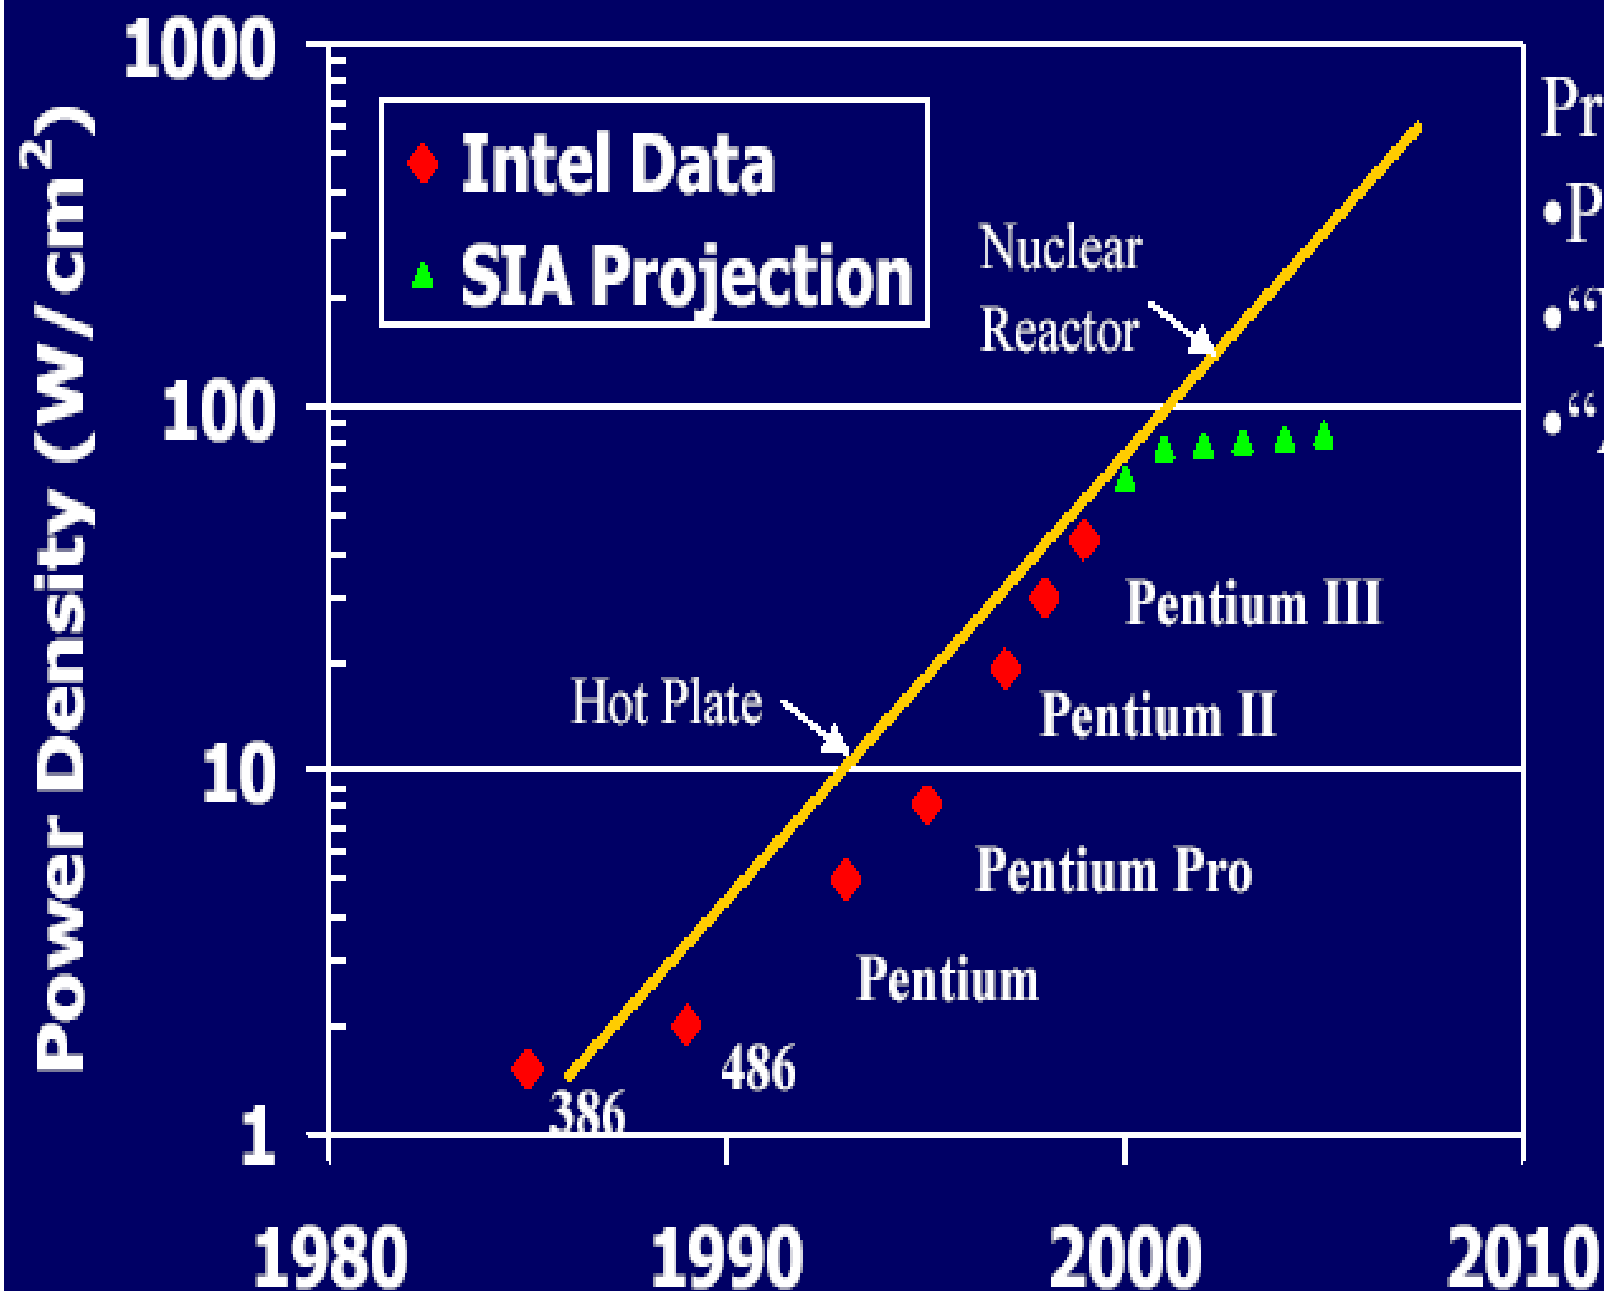 1000
100
10
1
Power Density (W/cm²)
Intel Data
SIA Projection
Nuclear
Reactor
Hot Plate
Pentium III
Pentium II
Pentium Pro
Pentium
486
386
1980 1990 2000 2010
Pr
•P